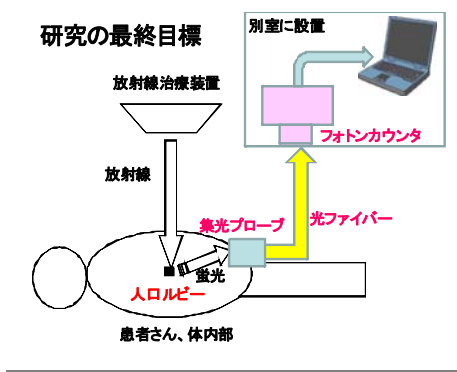 研究の最終目標
別室に設置
放射線治療装置
フォトンカウンタ
放射線
集光プローブ
光ファイバー
蛍光
人口ルビー
患者さん、体内部